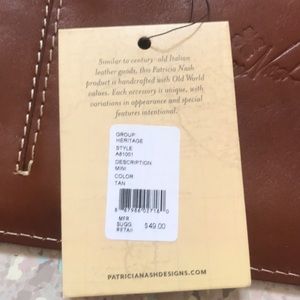 Similar to century-old Italian
leather goods, this Patricia Nash
product is handcrafted with Old World
values. Each accessory is unique, with
variations in appearance and special
features intentional.
GROUP:
HERITAGE
STYLE
A81001
DESCRIPTION
MINI
COLOR
TAN
MFR
SUGG $49.00
RETAIL
PATRICIANASHDESIGNS.COM